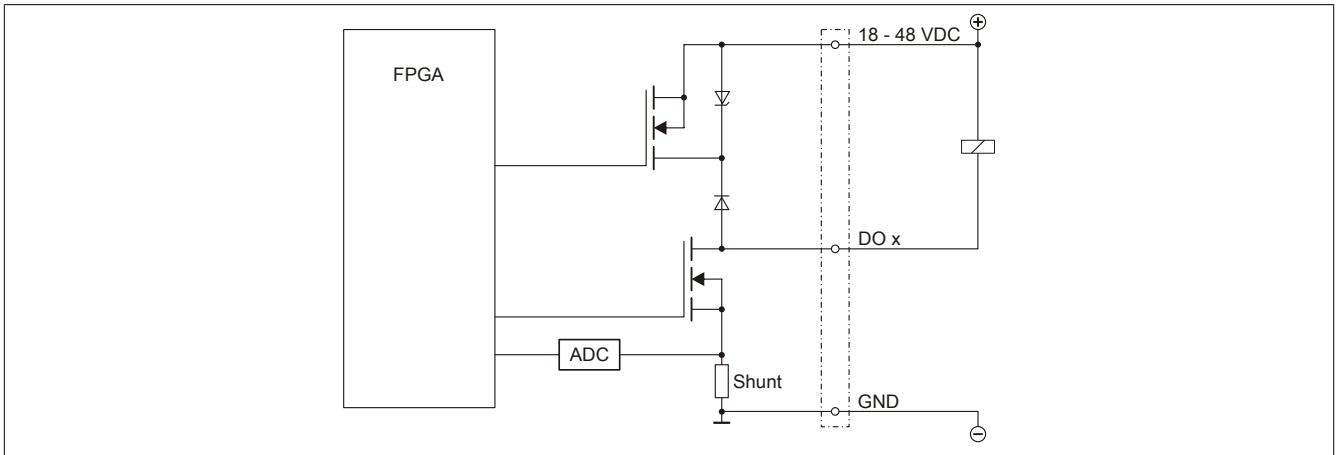 18 - 48 VDC
FPGA
DO x
ADC
Shunt
GND